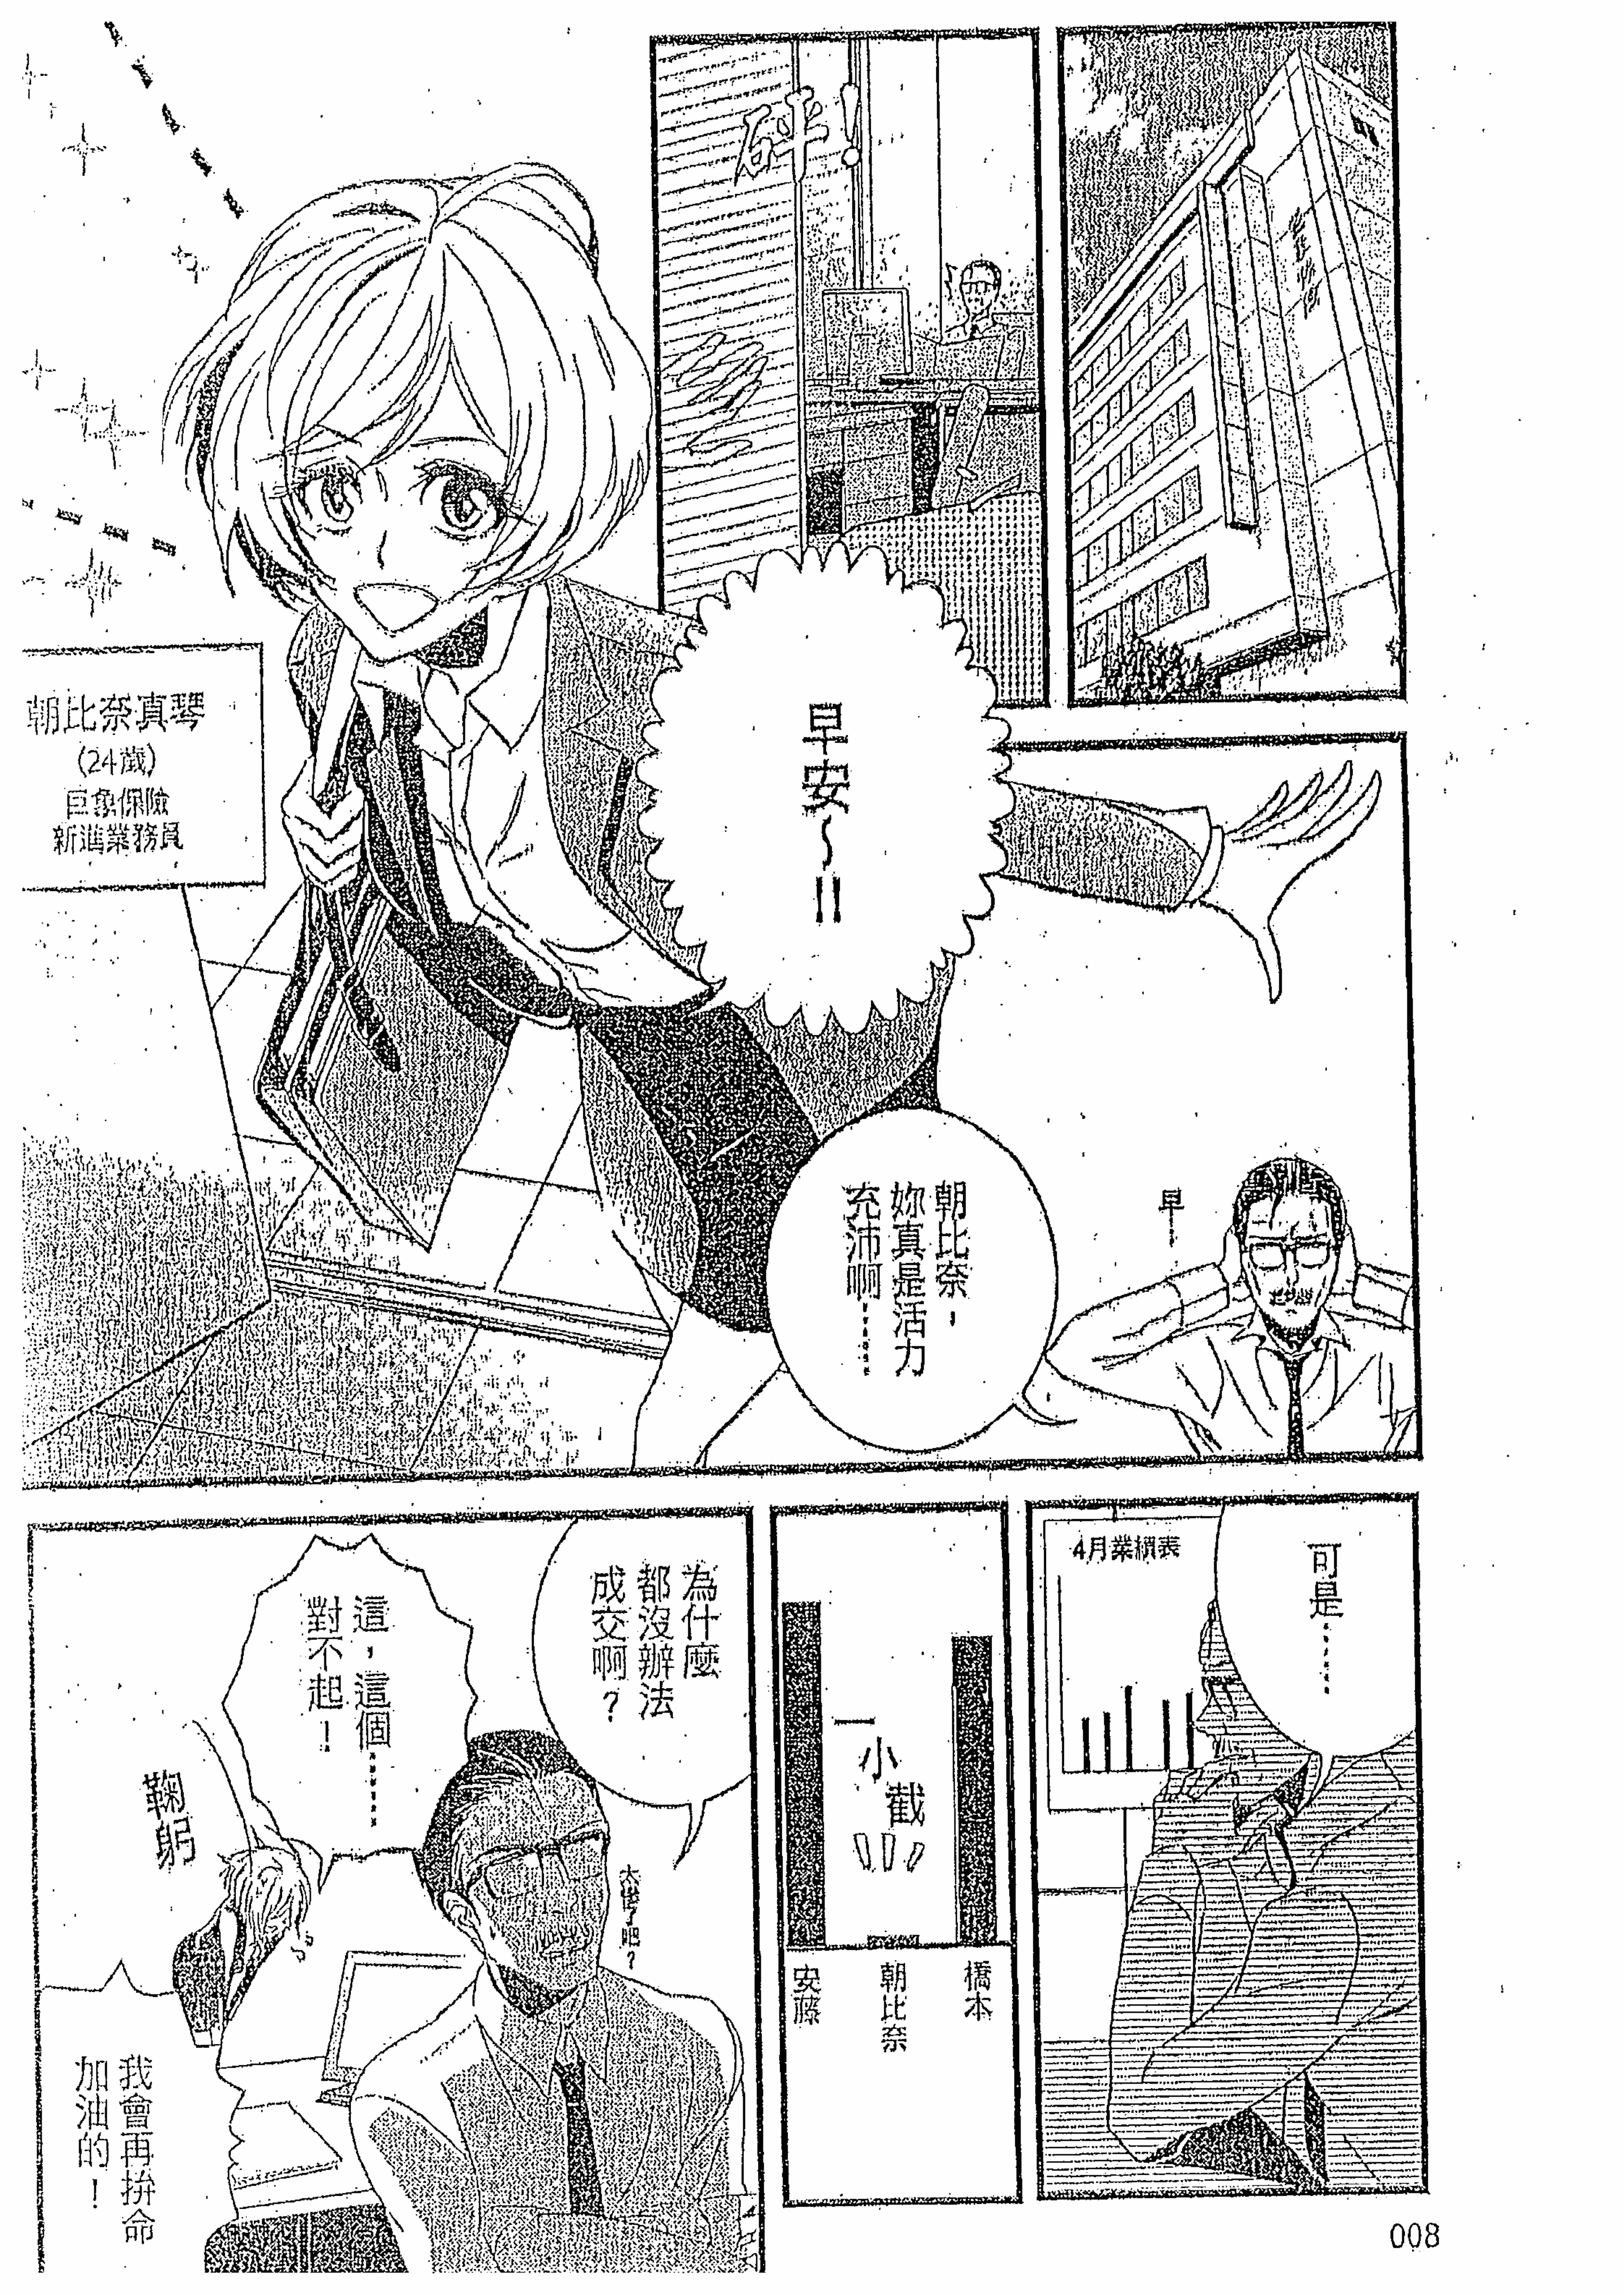 砰！
早安～!!
朝比奈真琴
(24歲)
巨象保險
新進業務員
早—
朝比奈，
妳真是活力
充沛啊……
4月業績表
可是……
一小截
橋本
朝比奈
安藤
為什麼
都沒辦法
成交啊？
這，這個……
對不起！
鞠躬
我會再拚命
加油的！
008